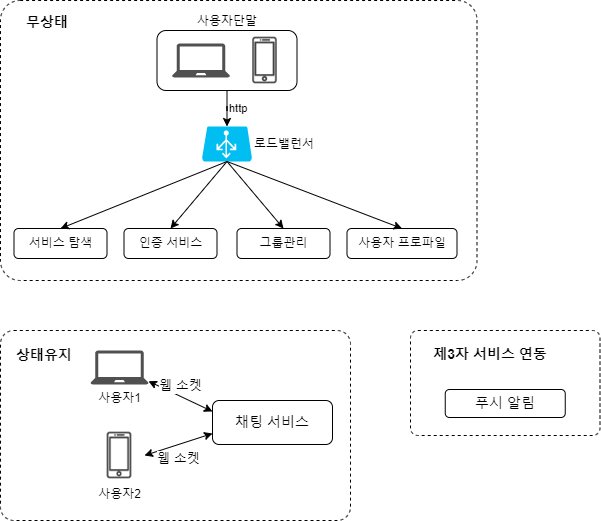 무상태
사용자단말
http
로드밸런서
서비스 탐색
인증 서비스
그룹관리
사용자 프로파일
상태유지
사용자1
웹 소켓
채팅 서비스
웹 소켓
사용자2
제3자 서비스 연동
푸시 알림